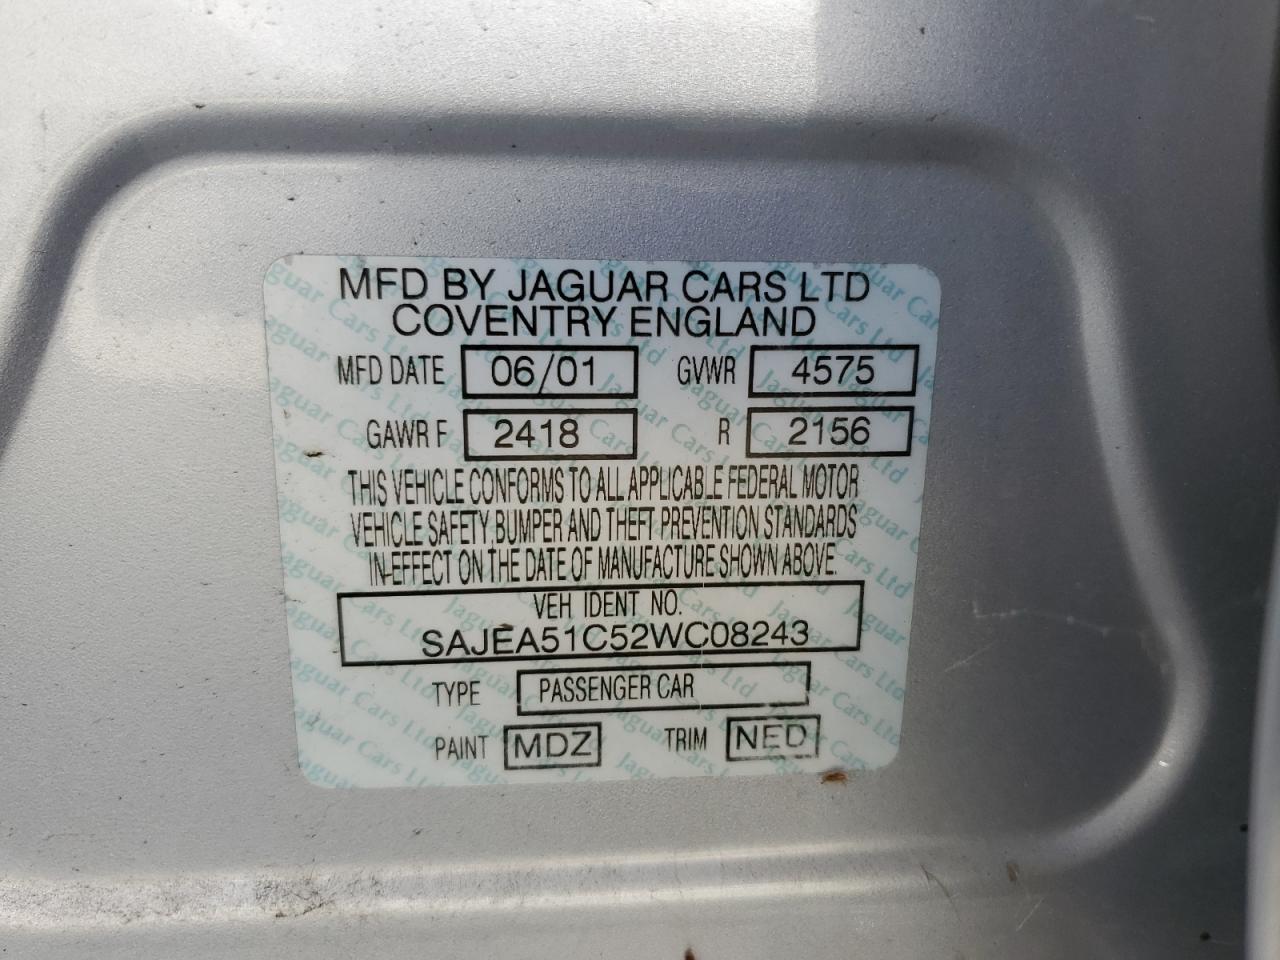 MFD BY JAGUAR CARS LTD
COVENTRY ENGLAND
MFD DATE 06/01 GVWR 4575
GAWR F 2418 R 2156
THIS VEHICLE CONFORMS TO ALL APPLICABLE FEDERAL MOTOR
VEHICLE SAFETY, BUMPER AND THEFT PREVENTION STANDARDS
IN-EFFECT ON THE DATE OF MANUFACTURE SHOWN ABOVE.
VEH IDENT NO.
SAJEA51C52WC08243
TYPE PASSENGER CAR
PAINT MDZ TRIM NED